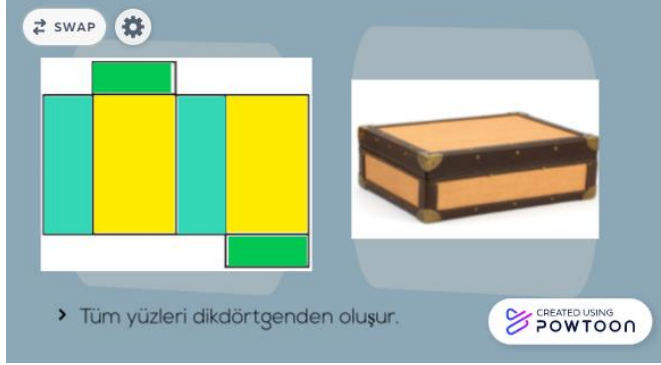 SWAP
Tüm yüzleri dikdörtgenden oluşur.
CREATED USING
POWTOON